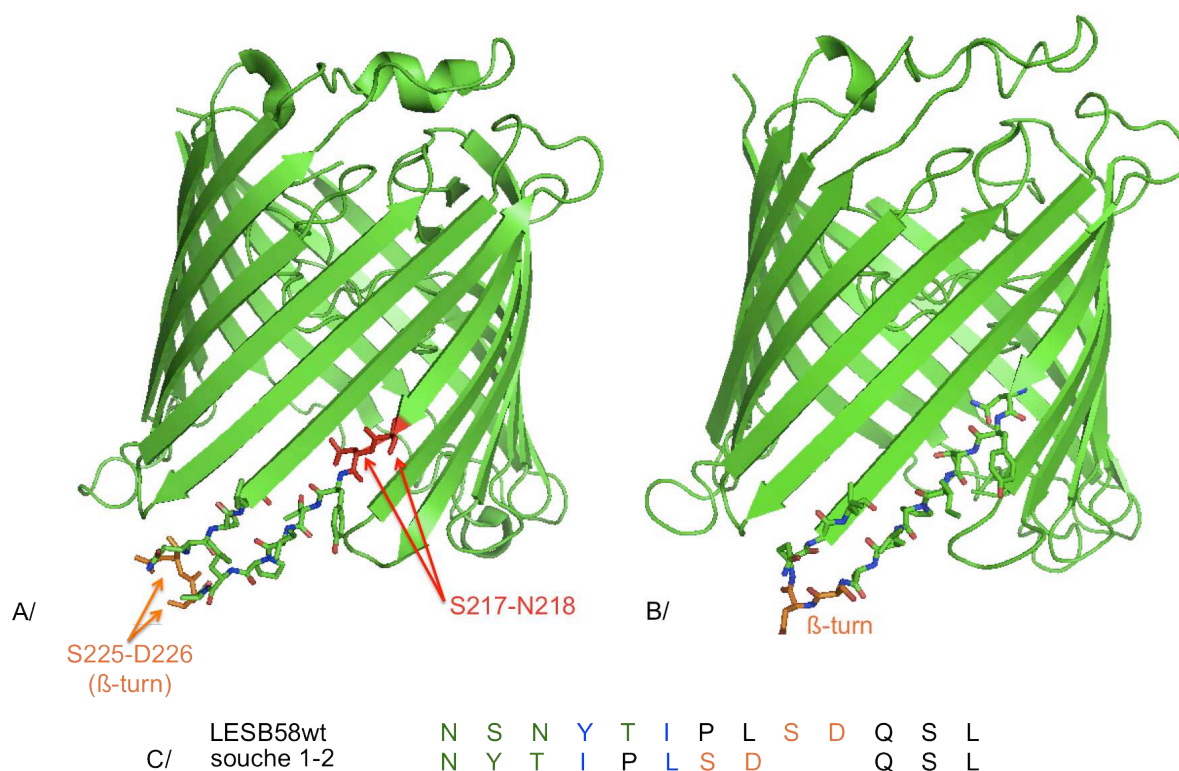 S217-N218
A/
B/
ß-turn
S225-D226
(ß-turn)
LESB58wt N S N Y T I P L S D Q S L
C/ souche 1-2 N Y T I P L S D Q S L